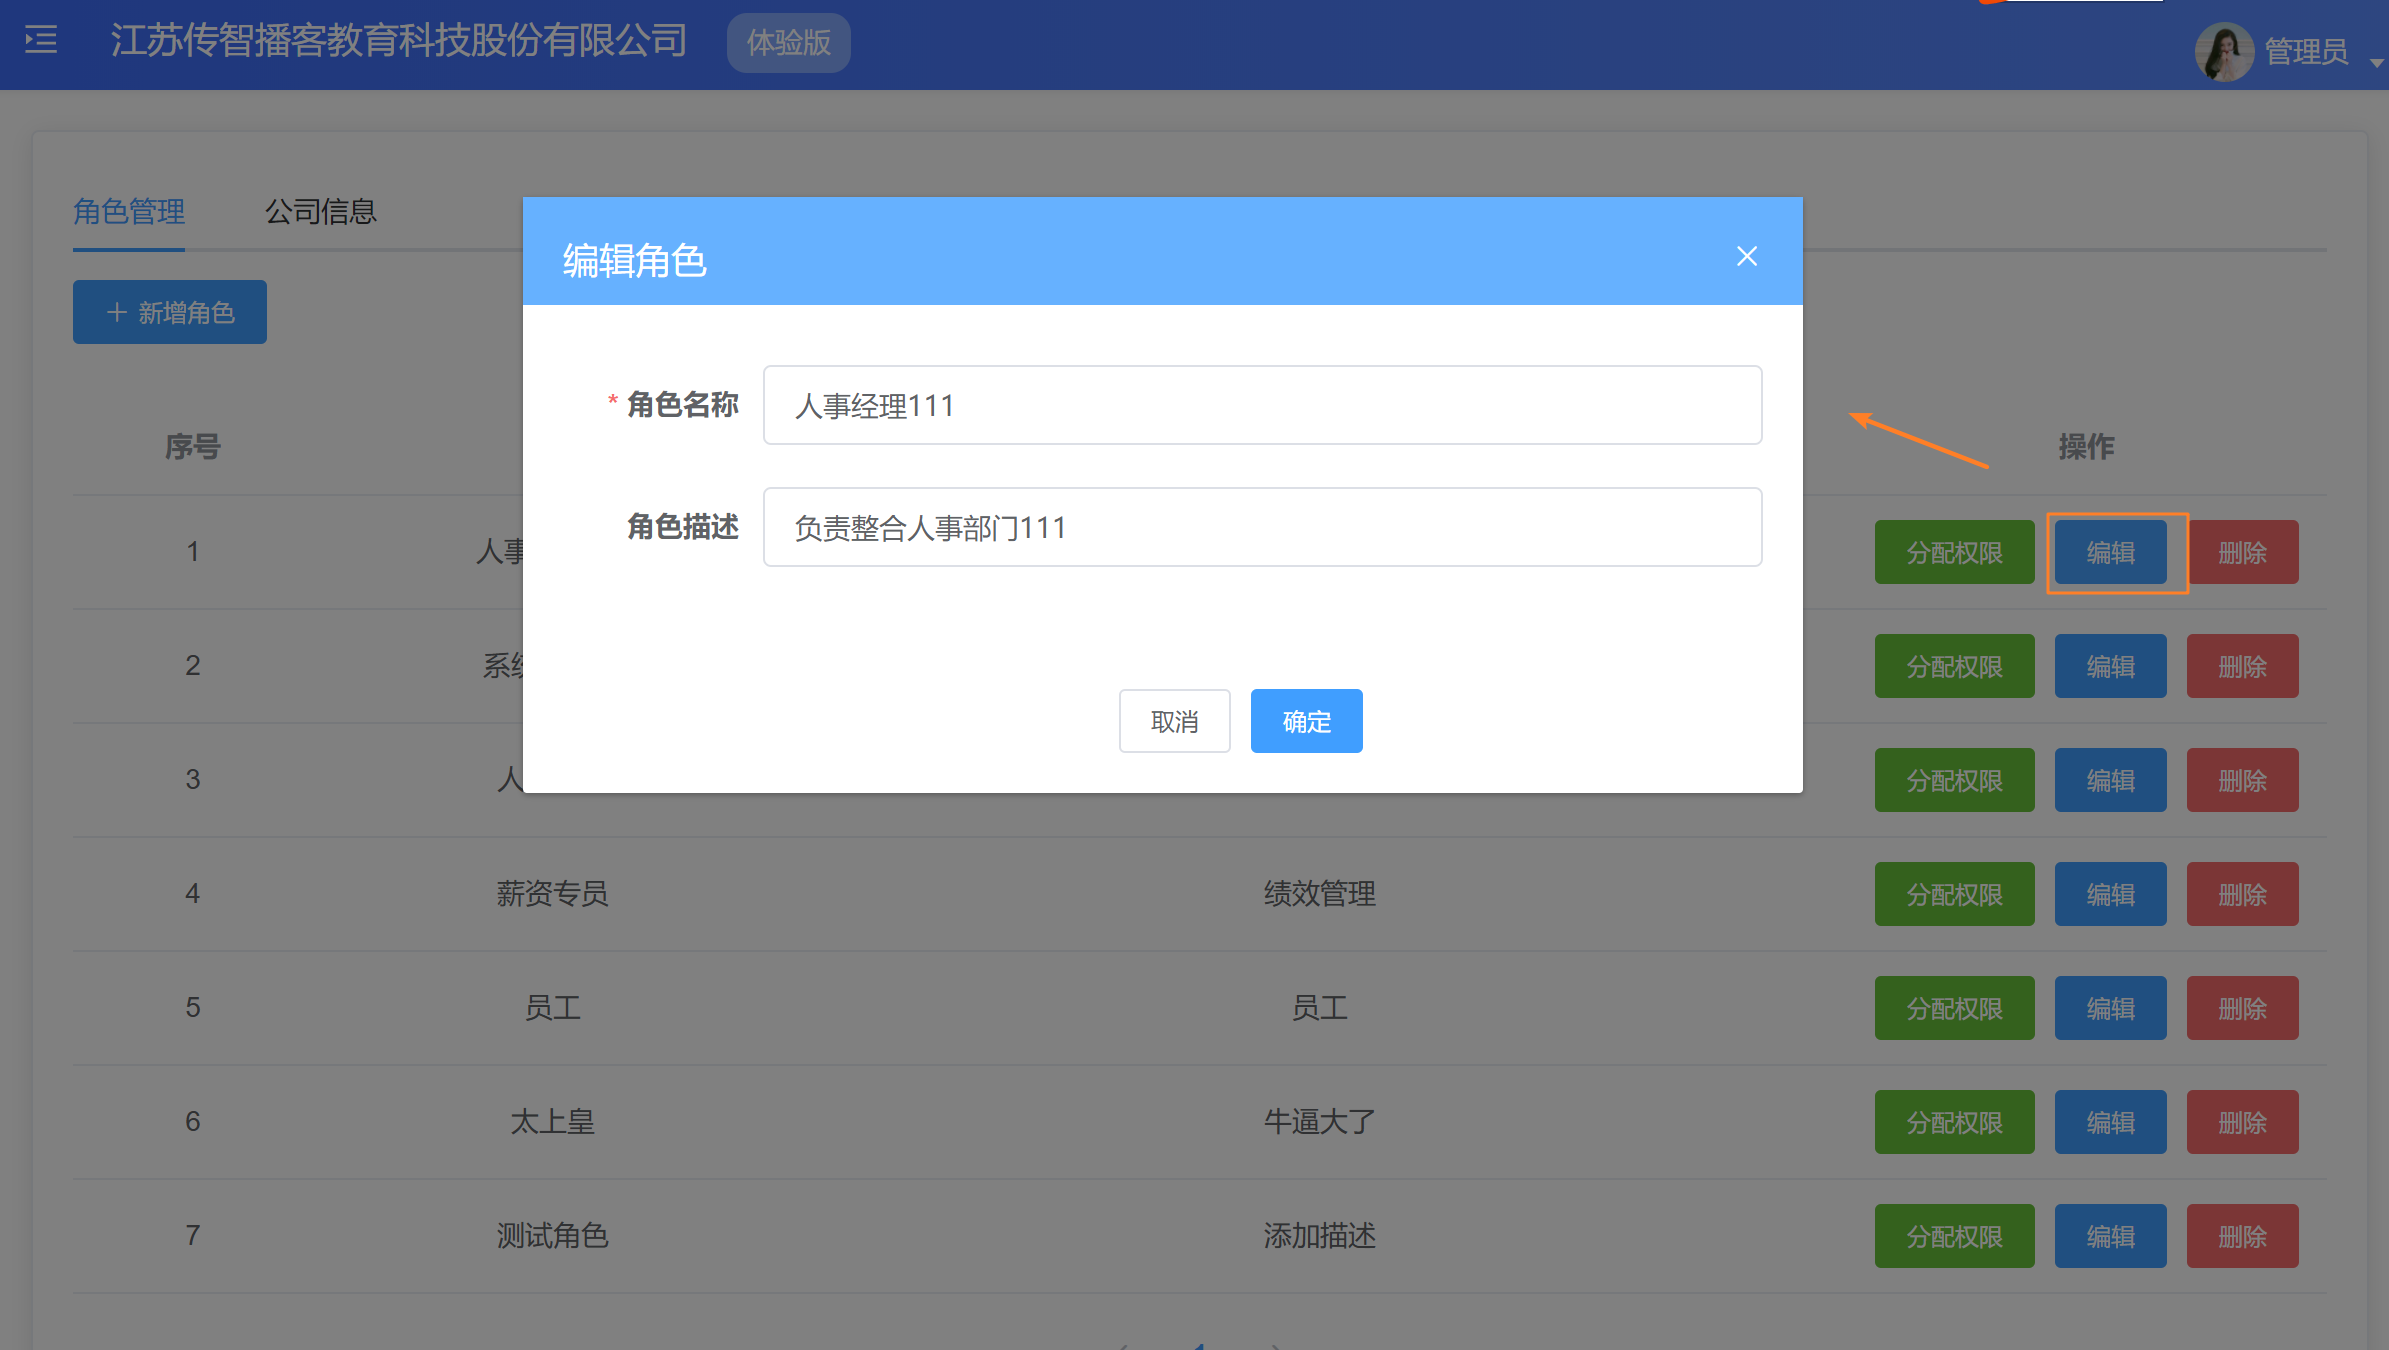 江苏传智播客教育科技股份有限公司 体验版 管理员
角色管理 公司信息
编辑角色
+ 新增角色
* 角色名称 人事经理111
序号 操作
角色描述 负责整合人事部门111
1 人事 分配权限 编辑 删除
2 系统 分配权限 编辑 删除
取消 确定
3 人 分配权限 编辑 删除
4 薪资专员 绩效管理 分配权限 编辑 删除
5 员工 员工 分配权限 编辑 删除
6 太上皇 牛逼大了 分配权限 编辑 删除
7 测试角色 添加描述 分配权限 编辑 删除